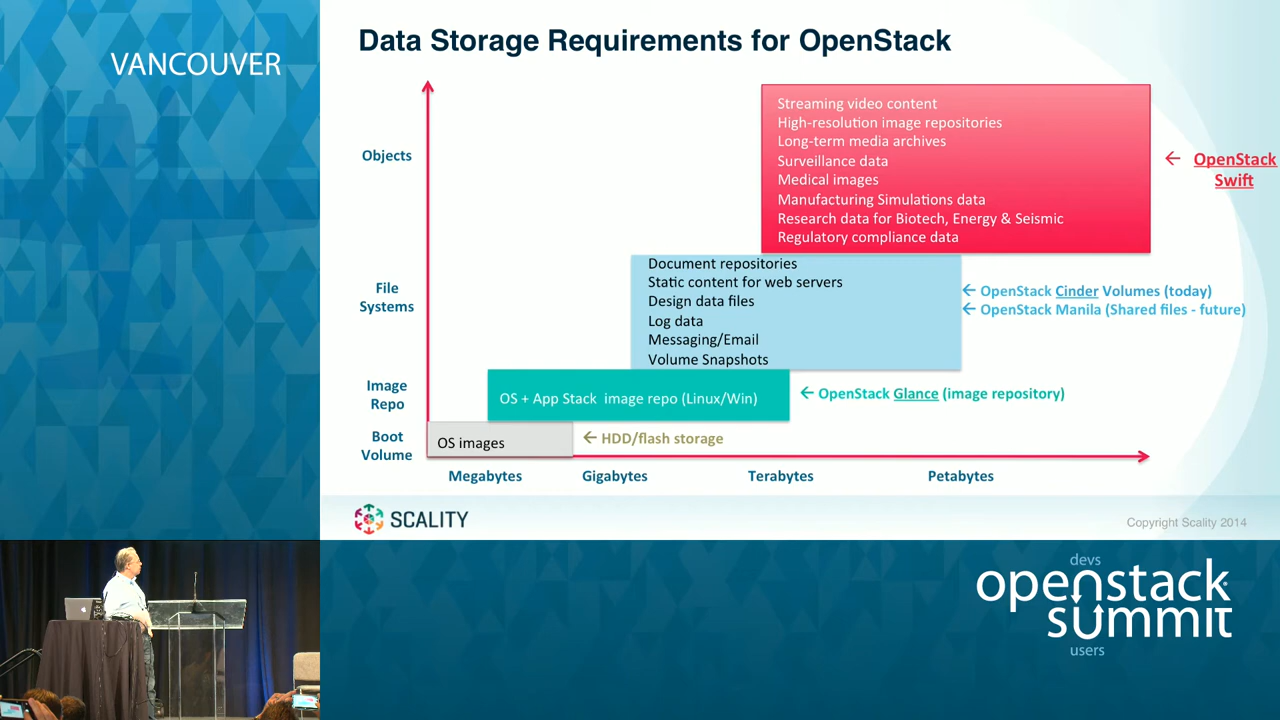 VANCOUVER
Data Storage Requirements for OpenStack
Objects
Streaming video content
High-resolution image repositories
Long-term media archives
Surveillance data
Medical images
Manufacturing Simulations data
Research data for Biotech, Energy & Seismic
Regulatory compliance data
← OpenStack
Swift
File
Systems
Document repositories
Static content for web servers
Design data files
Log data
Messaging/Email
Volume Snapshots
← OpenStack Cinder Volumes (today)
← OpenStack Manila (Shared files - future)
Image
Repo
OS + App Stack image repo (Linux/Win)
← OpenStack Glance (image repository)
Boot
Volume
OS images
← HDD/flash storage
Megabytes
Gigabytes
Terabytes
Petabytes
SCALITY
Copyright Scality 2014
devs
openstack
summit
users